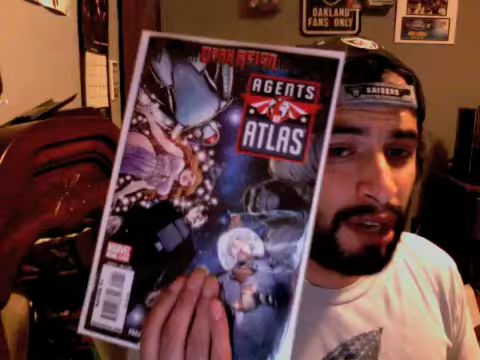 OAKLAND
FANS ONLY
DARK REIGN
AGENTS
ATLAS
RAIDERS
MARVEL